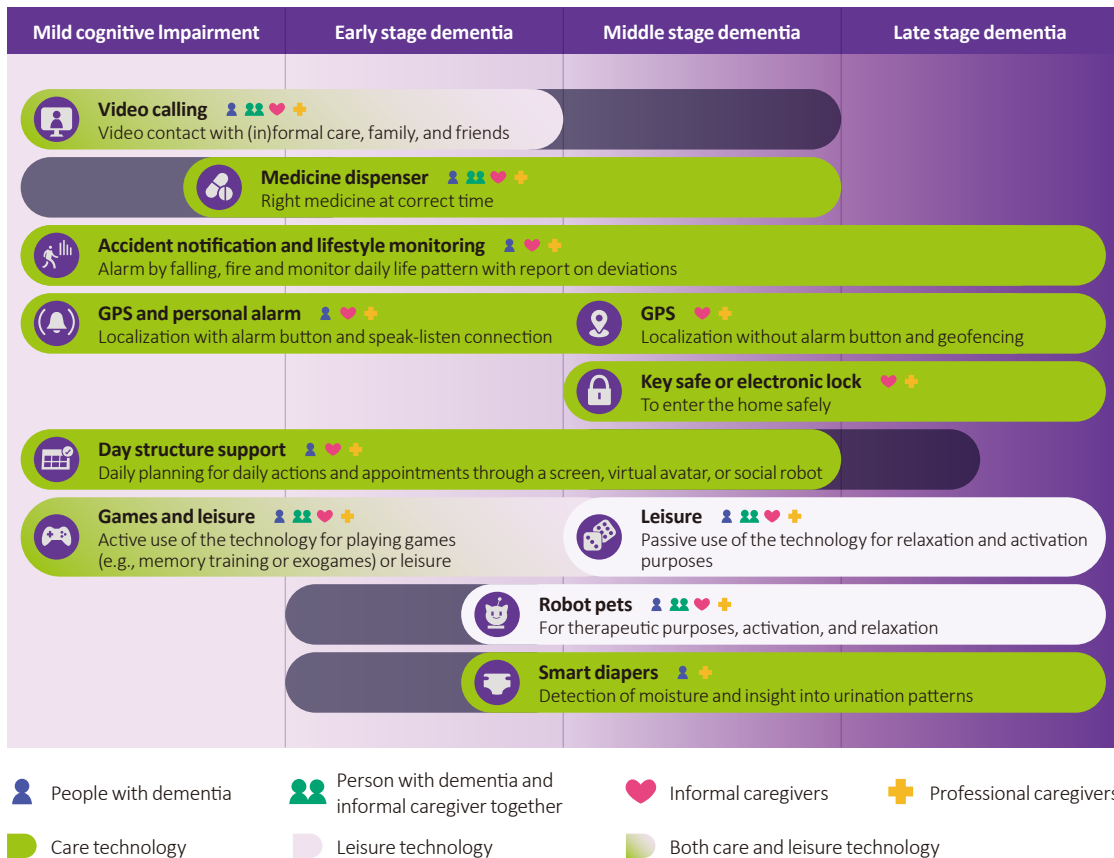 Mild cognitive Impairment
Early stage dementia
Middle stage dementia
Late stage dementia
Video calling
Video contact with (in)formal care, family, and friends
Medicine dispenser
Right medicine at correct time
Accident notification and lifestyle monitoring
Alarm by falling, fire and monitor daily life pattern with report on deviations
GPS and personal alarm
Localization with alarm button and speak-listen connection
GPS
Localization without alarm button and geofencing
Key safe or electronic lock
To enter the home safely
Day structure support
Daily planning for daily actions and appointments through a screen, virtual avatar, or social robot
Games and leisure
Active use of the technology for playing games
(e.g., memory training or exogames) or leisure
Leisure
Passive use of the technology for relaxation and activation
purposes
Robot pets
For therapeutic purposes, activation, and relaxation
Smart diapers
Detection of moisture and insight into urination patterns
People with dementia
Person with dementia and
informal caregiver together
Informal caregivers
Professional caregivers
Care technology
Leisure technology
Both care and leisure technology